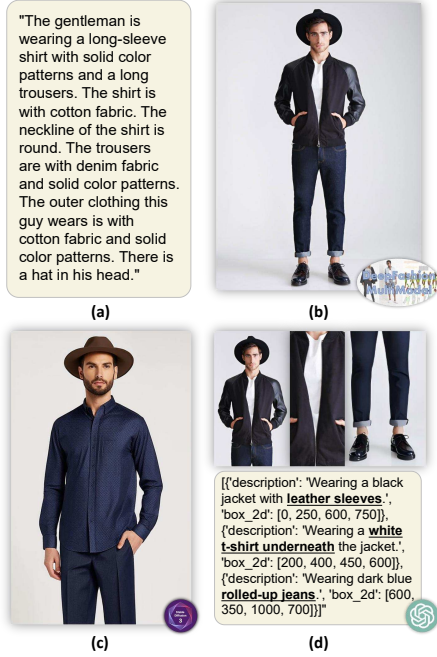 "The gentleman is
wearing a long-sleeve
shirt with solid color
patterns and a long
trousers. The shirt is
with cotton fabric. The
neckline of the shirt is
round. The trousers
are with denim fabric
and solid color patterns.
The outer clothing this
guy wears is with
cotton fabric and solid
color patterns. There is
a hat in his head."
(a)
DeepFashion
MultiModal
(b)
(c)
[{'description': 'Wearing a black
jacket with leather sleeves.',
'box_2d': [0, 250, 600, 750]},
{'description': 'Wearing a white
t-shirt underneath the jacket.',
'box_2d': [200, 400, 450, 600]},
{'description': 'Wearing dark blue
rolled-up jeans.', 'box_2d': [600,
350, 1000, 700]}]"
(d)